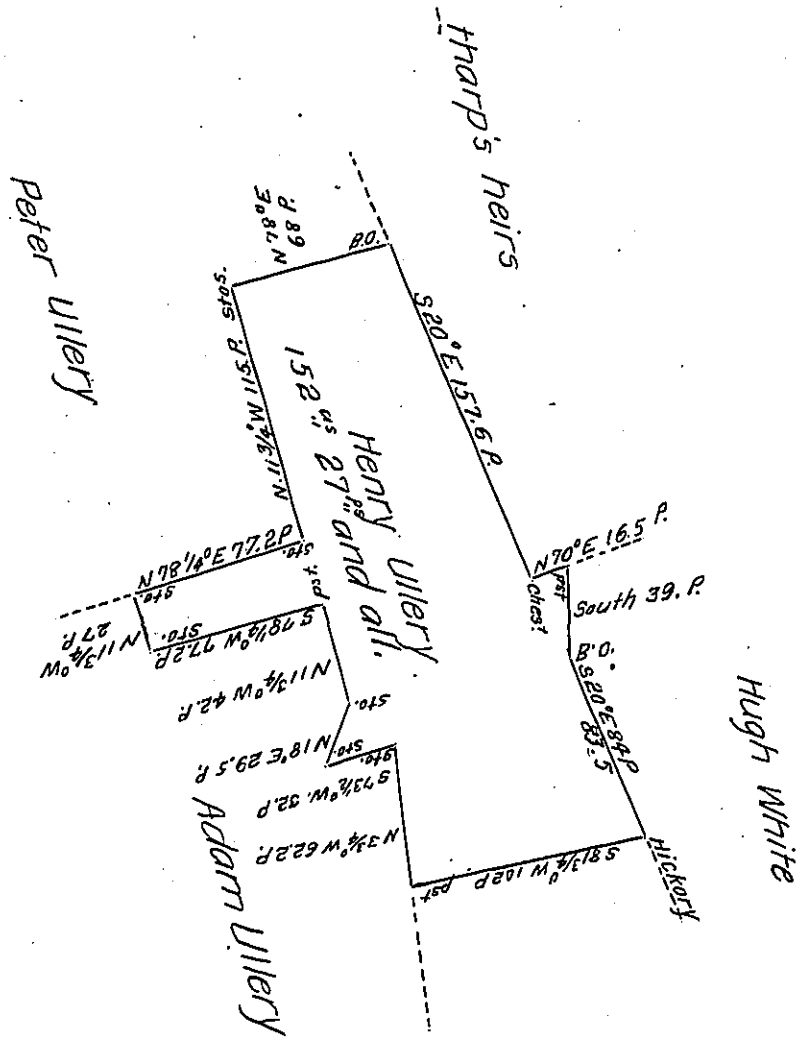 tharp's heirs
Peter Ullery
Hugh White
Adam Ullery
Henry Ullery
152 as 27 ps and all.
B.O.
S 20° E 157.6 P.
chest
N 70° E 16.5 P.
pst
South 39. P.
B.O.
S 20° E 84 P
83.5
Hickory
S 81 3/4° W 102 P
pst
N 3 3/4° W 62.2 P.
Sto.
S 73 1/2° W. 32. P
Sto.
N 18° E 29.5 P.
Sto.
N 11 3/4° W 42. P.
pst.
S 78 1/4° W 77.2 P
Sto.
N 11 3/4° W
27 P.
Sto.
N 78 1/4° E 77.2 P
Sto.
N. 11 3/4° W 115. P.
Stos.
N. 78° E
68 P.